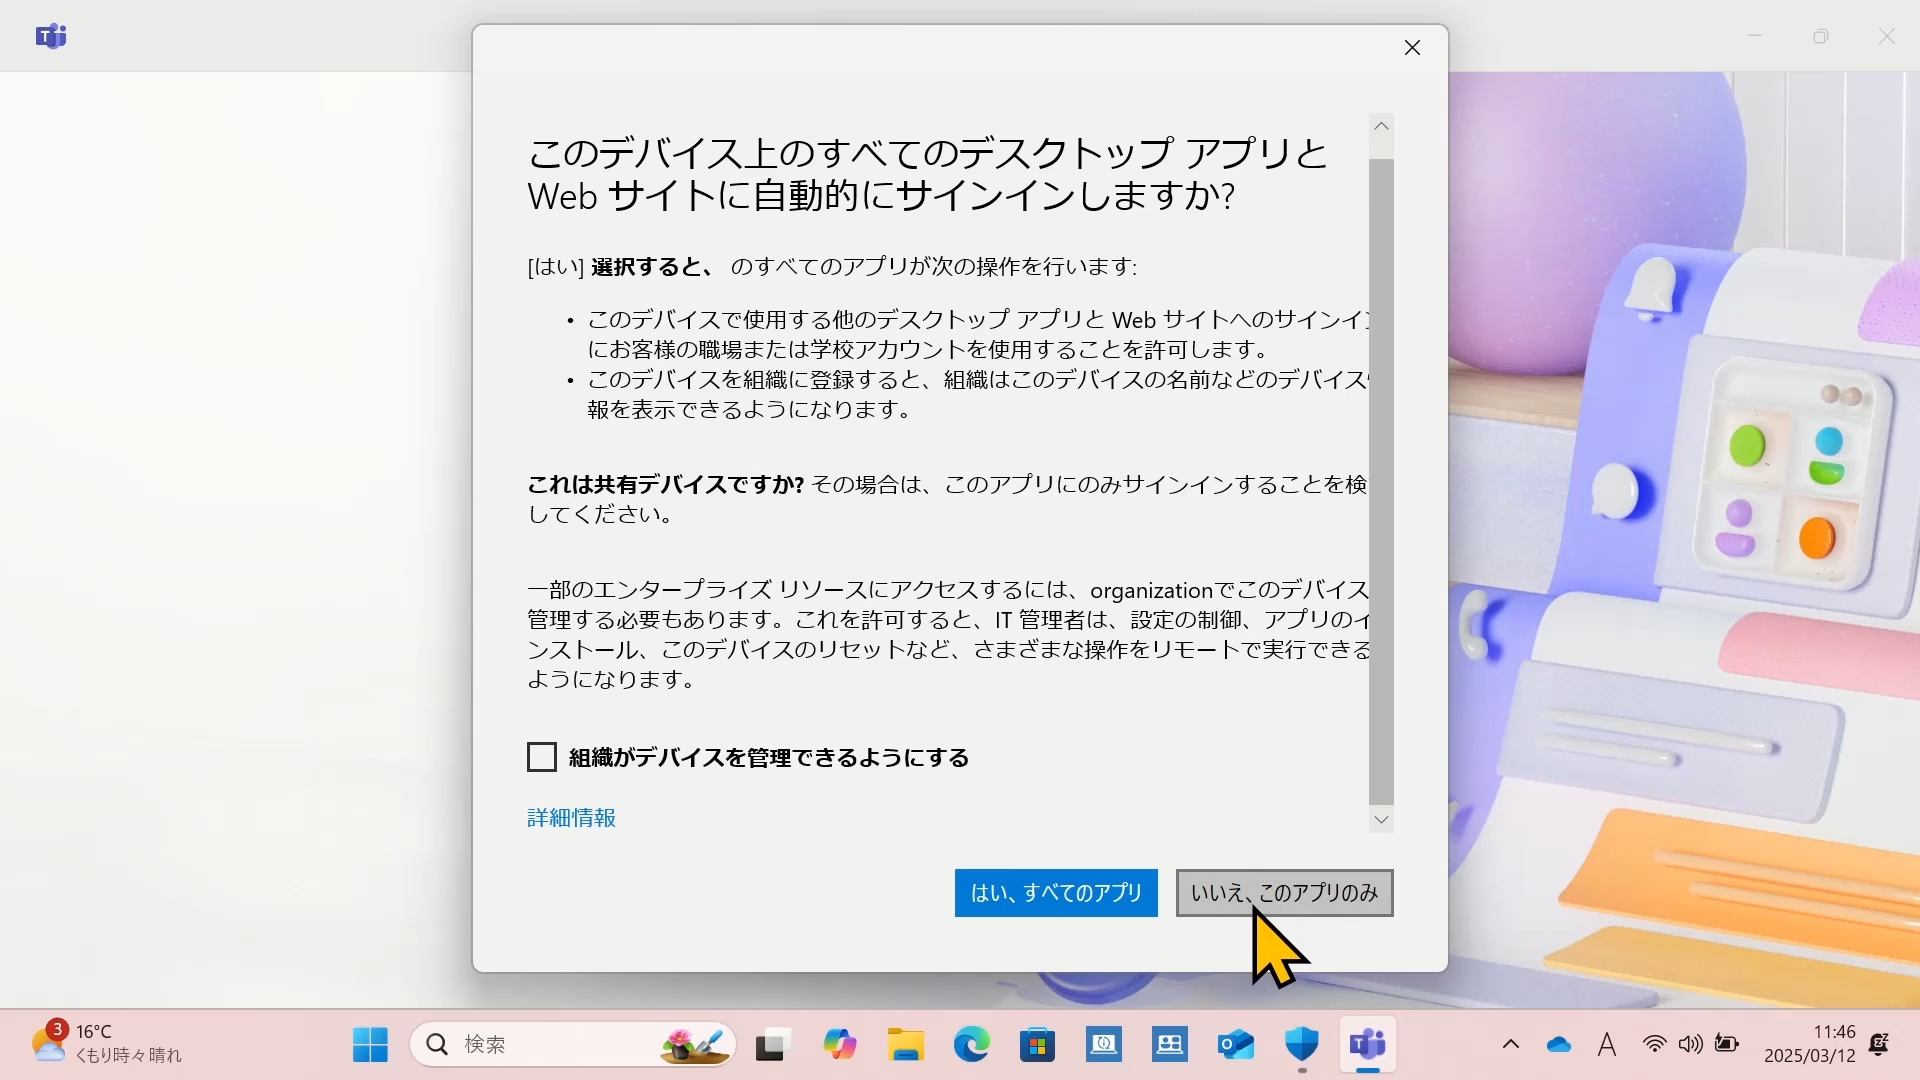 このデバイス上のすべてのデスクトップ アプリと
Web サイトに自動的にサインインしますか?
[はい] 選択すると、 のすべてのアプリが次の操作を行います:
• このデバイスで使用する他のデスクトップ アプリと Web サイトへのサインイン
にお客様の職場または学校アカウントを使用することを許可します。
• このデバイスを組織に登録すると、組織はこのデバイスの名前などのデバイス
報を表示できるようになります。
これは共有デバイスですか? その場合は、このアプリにのみサインインすることを検
してください。
一部のエンタープライズ リソースにアクセスするには、organizationでこのデバイス
管理する必要もあります。これを許可すると、IT 管理者は、設定の制御、アプリのイ
ンストール、このデバイスのリセットなど、さまざまな操作をリモートで実行できる
ようになります。
組織がデバイスを管理できるようにする
詳細情報
はい、すべてのアプリ
いいえ、このアプリのみ
3
16°C
くもり時々晴れ
検索
A
11:46
2025/03/12